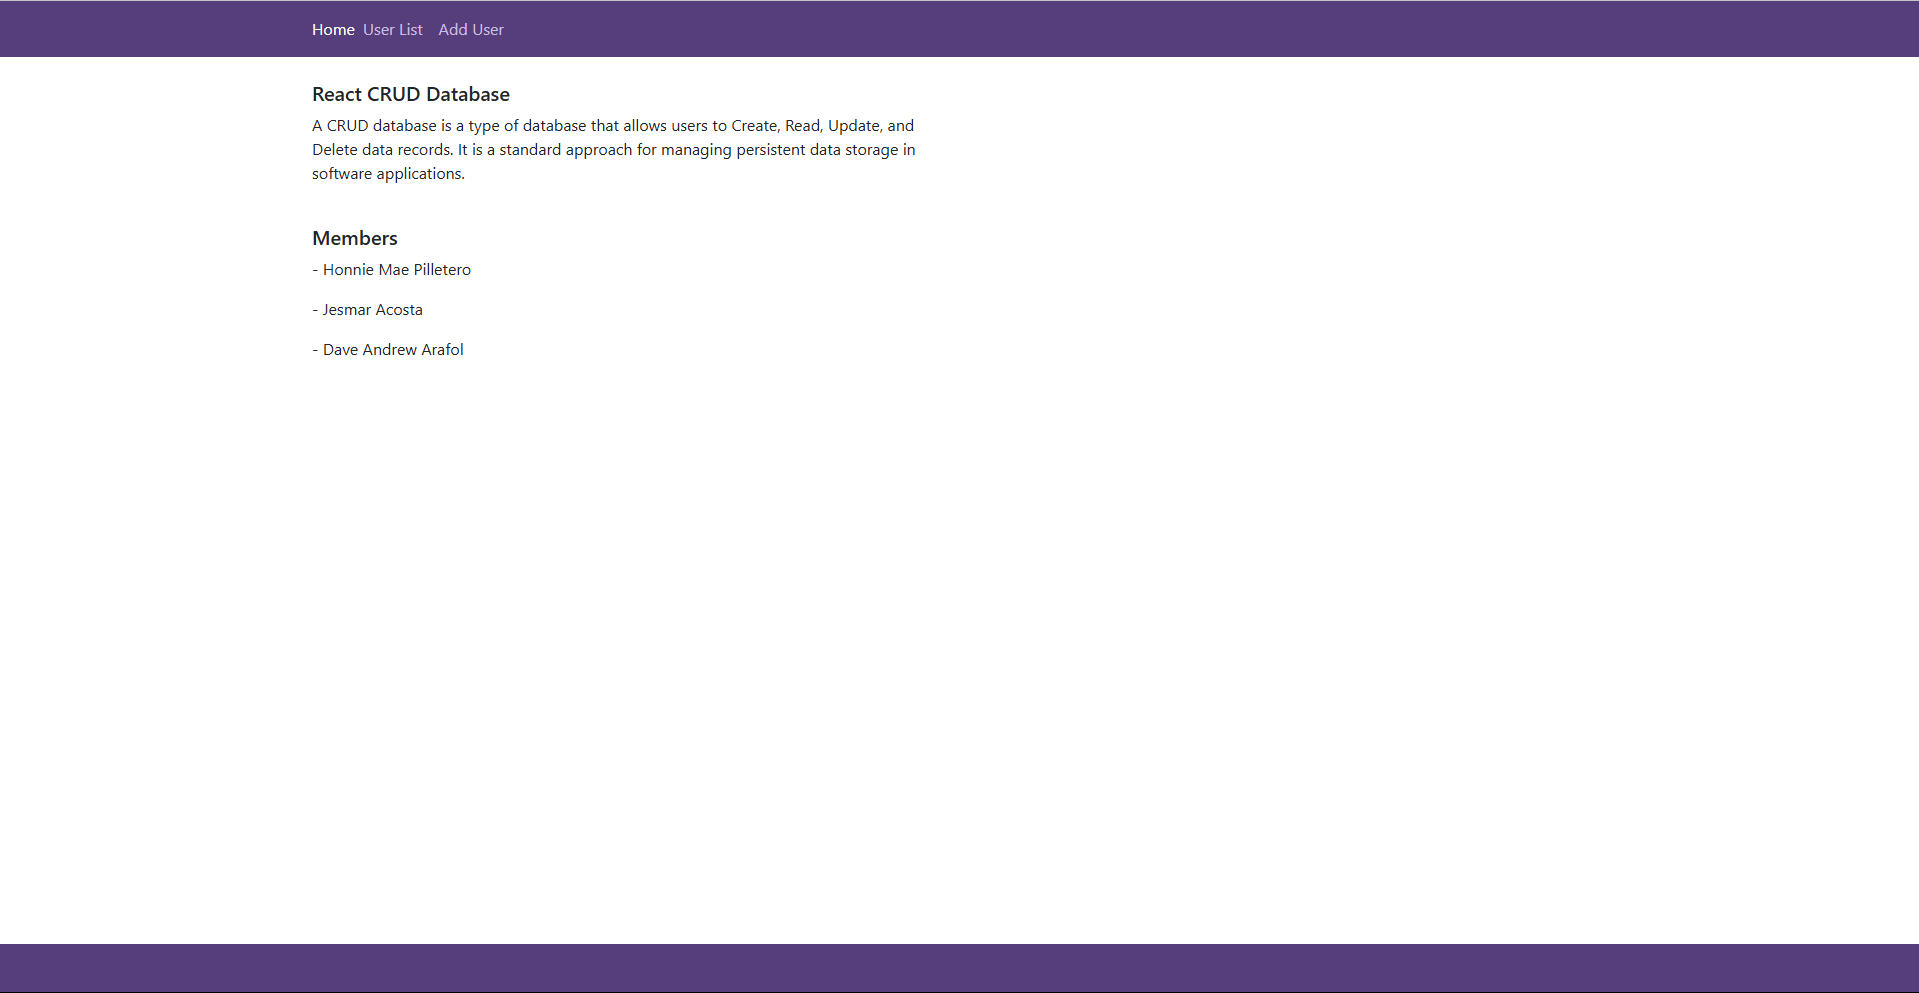 Home User List Add User
React CRUD Database
A CRUD database is a type of database that allows users to Create, Read, Update, and
Delete data records. It is a standard approach for managing persistent data storage in
software applications.
Members
- Honnie Mae Pilletero
- Jesmar Acosta
- Dave Andrew Arafol